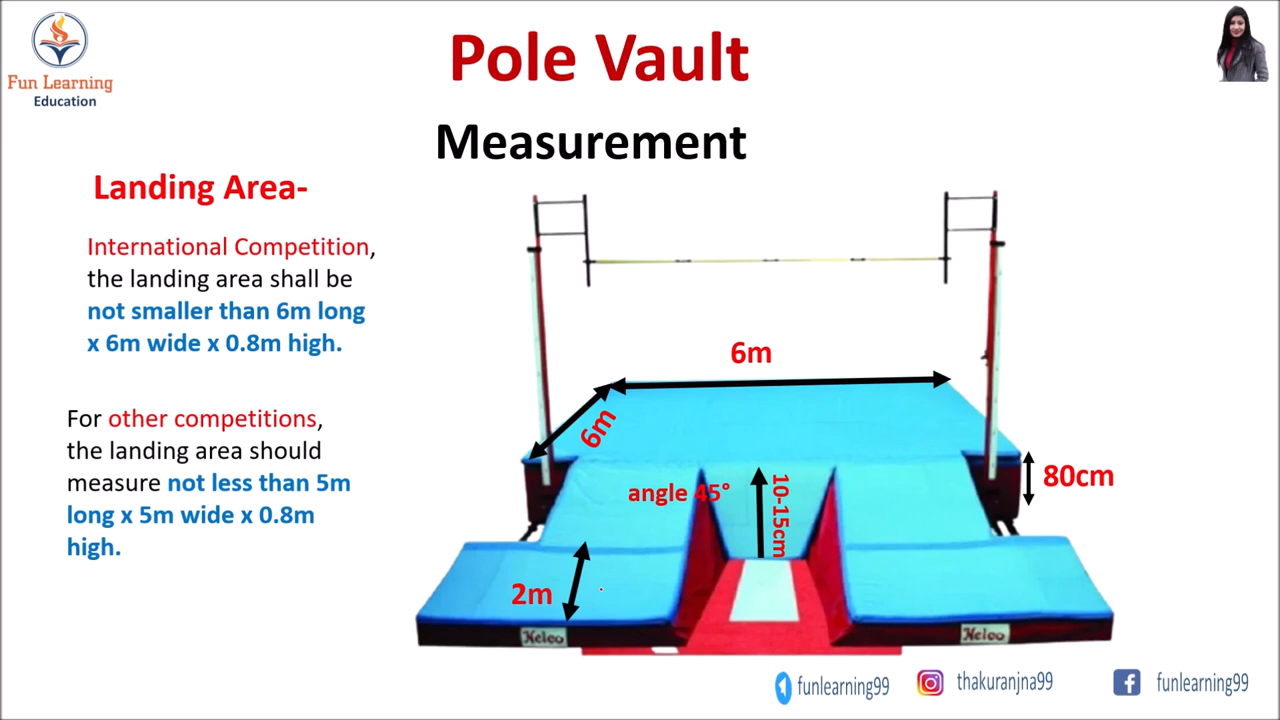 Fun Learning
Education
Pole Vault
Measurement
Landing Area-
International Competition,
the landing area shall be
not smaller than 6m long
x 6m wide x 0.8m high.
For other competitions,
the landing area should
measure not less than 5m
long x 5m wide x 0.8m
high.
6m
6m
80cm
angle 45°
10-15cm
2m
Nelco
Nelco
funlearning99
thakuranjna99
funlearning99